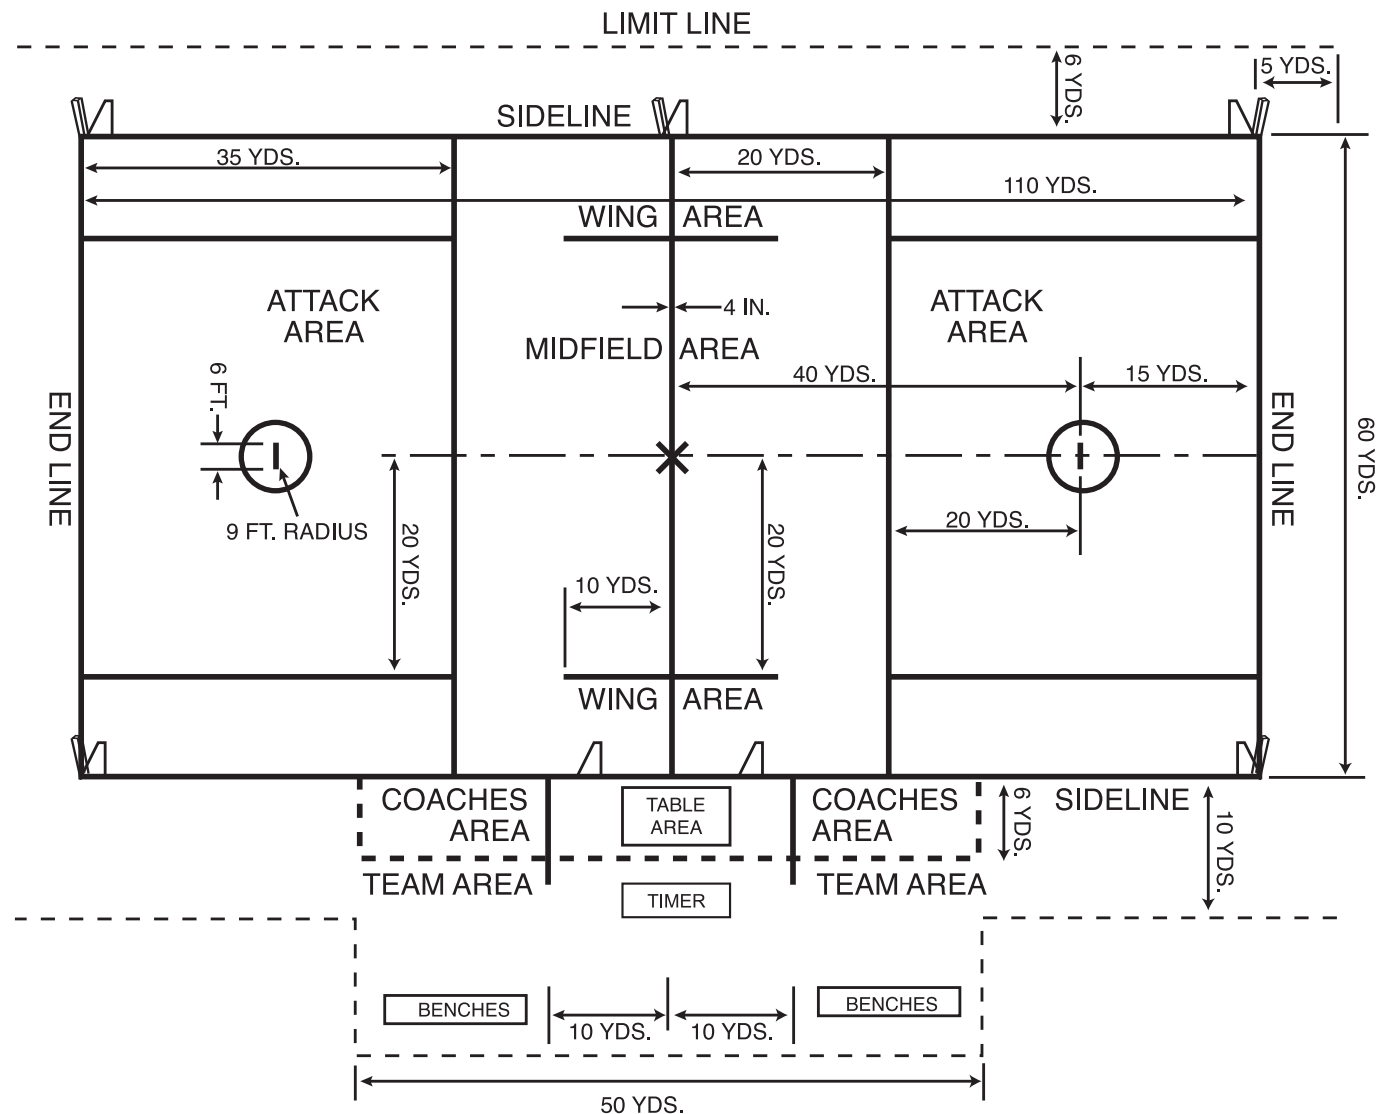 LIMIT LINE
6 YDS.
5 YDS.
SIDELINE
35 YDS.
20 YDS.
110 YDS.
WING AREA
ATTACK
AREA
4 IN.
ATTACK
AREA
MIDFIELD AREA
6 FT.
40 YDS.
15 YDS.
END LINE
END LINE
60 YDS.
9 FT. RADIUS
20 YDS.
20 YDS.
20 YDS.
10 YDS.
WING AREA
COACHES
AREA
TABLE
AREA
COACHES
AREA
6 YDS.
SIDELINE
10 YDS.
TEAM AREA
TIMER
TEAM AREA
BENCHES
10 YDS.
10 YDS.
BENCHES
50 YDS.